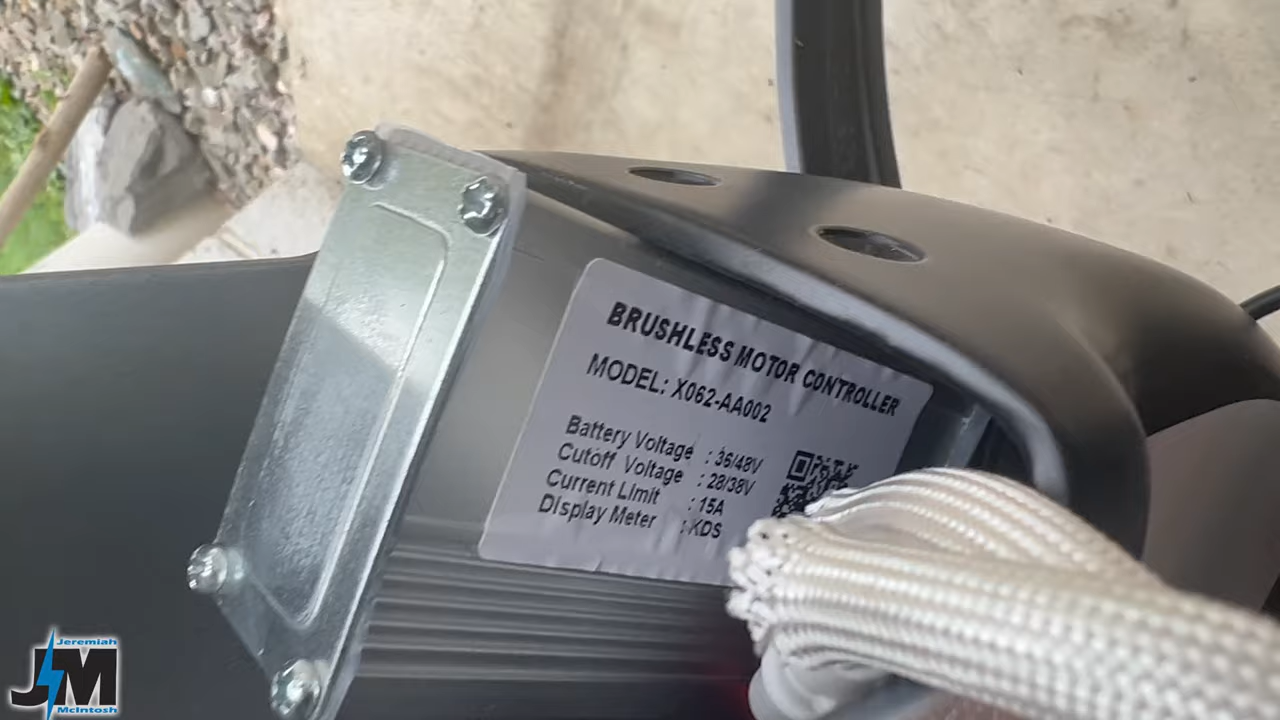 BRUSHLESS MOTOR CONTROLLER
MODEL: X062-AA002
Battery Voltage : 36/48V
Cutoff Voltage : 28/38V
Current Limit : 15A
Display Meter : KDS
Jeremiah
JM
McIntosh